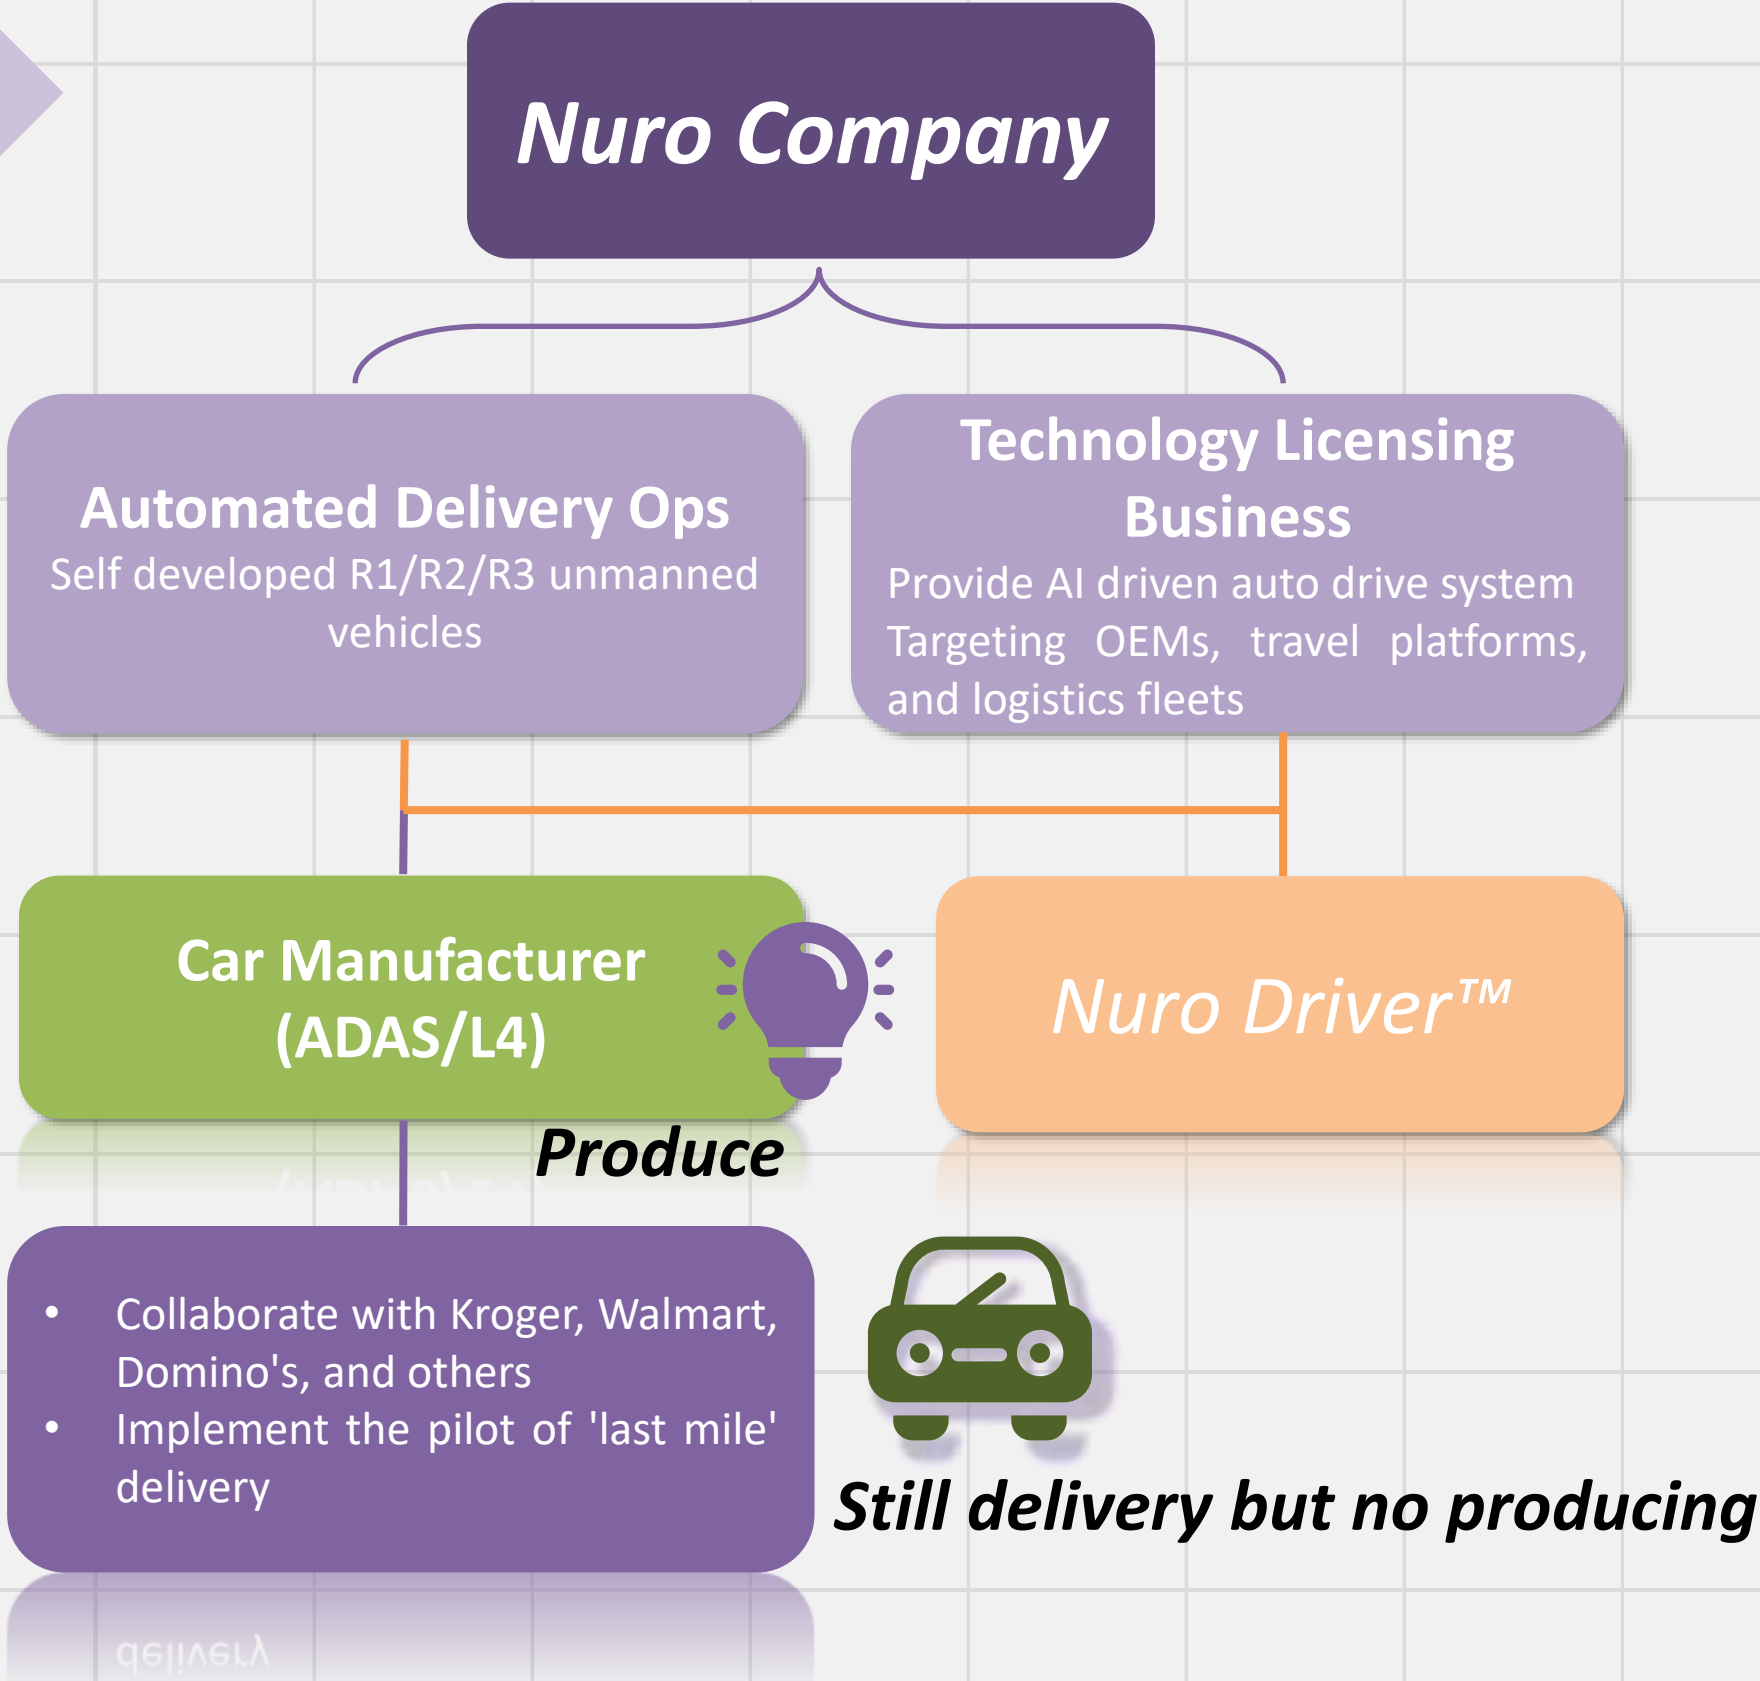 Nuro Company
Automated Delivery Ops
Self developed R1/R2/R3 unmanned
vehicles
Technology Licensing
Business
Provide AI driven auto drive system
Targeting OEMs, travel platforms,
and logistics fleets
Car Manufacturer
(ADAS/L4)
Nuro Driver™
Produce
• Collaborate with Kroger, Walmart,
Domino's, and others
• Implement the pilot of 'last mile'
delivery
Still delivery but no producing